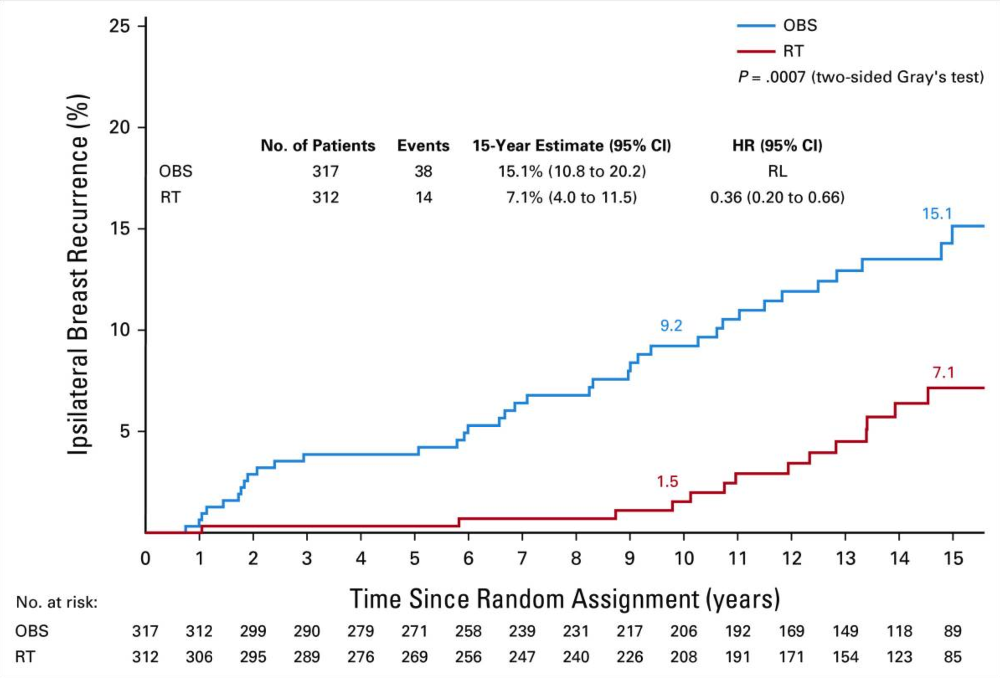 OBS
RT
P = .0007 (two-sided Gray's test)
Ipsilateral Breast Recurrence (%)
25
20
15
10
5
No. of Patients Events 15-Year Estimate (95% CI) HR (95% CI)
OBS 317 38 15.1% (10.8 to 20.2) RL
RT 312 14 7.1% (4.0 to 11.5) 0.36 (0.20 to 0.66)
15.1
9.2
7.1
1.5
0 1 2 3 4 5 6 7 8 9 10 11 12 13 14 15
Time Since Random Assignment (years)
No. at risk:
OBS 317 312 299 290 279 271 258 239 231 217 206 192 169 149 118 89
RT 312 306 295 289 276 269 256 247 240 226 208 191 171 154 123 85